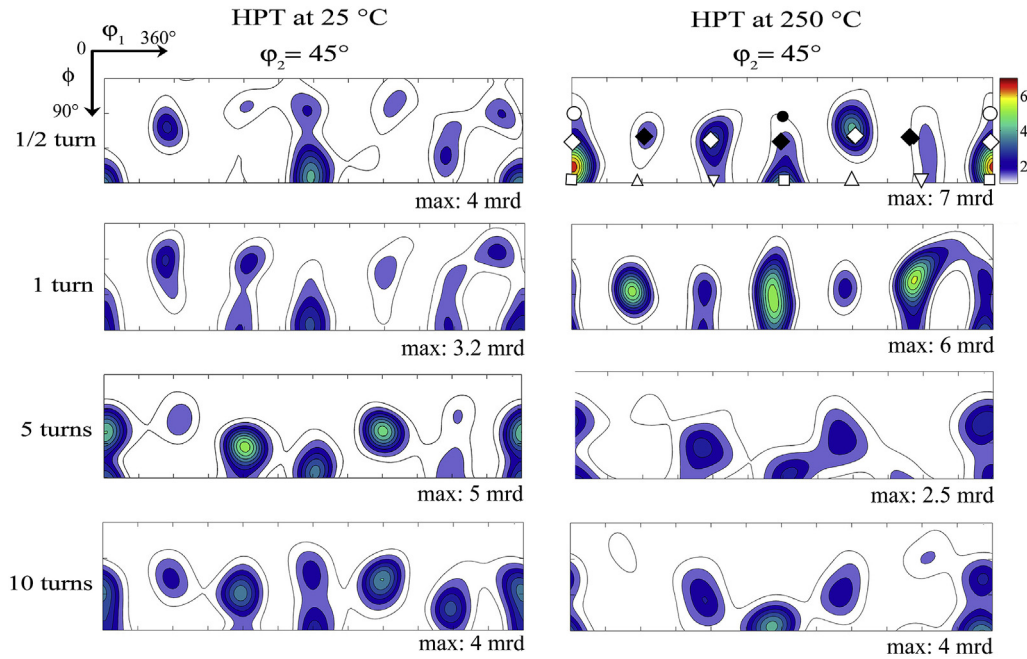 HPT at 25 °C
HPT at 250 °C
φ₁
0
360°
φ₂= 45°
φ₂= 45°
ϕ
90°
1/2 turn
6
4
2
max: 4 mrd
max: 7 mrd
1 turn
max: 3.2 mrd
max: 6 mrd
5 turns
max: 5 mrd
max: 2.5 mrd
10 turns
max: 4 mrd
max: 4 mrd